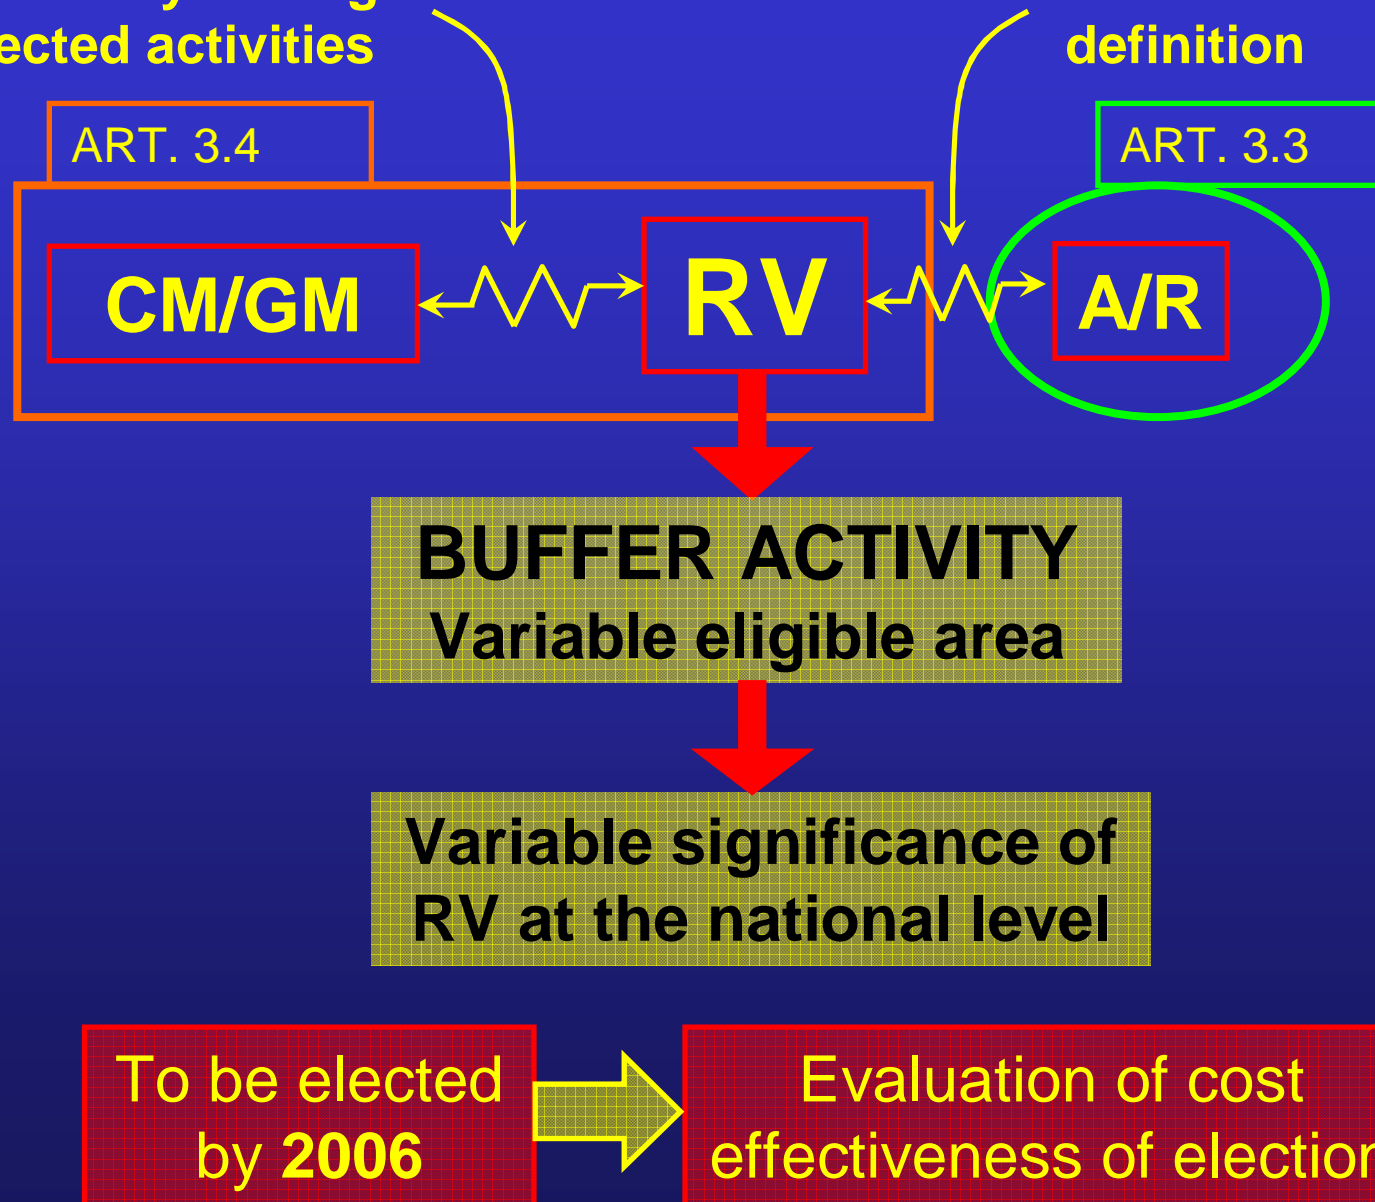 activities
definition
ART. 3.4
ART. 3.3
CM/GM
RV
A/R
BUFFER ACTIVITY
Variable eligible area
Variable significance of
RV at the national level
To be elected
by 2006
Evaluation of cost
effectiveness of election